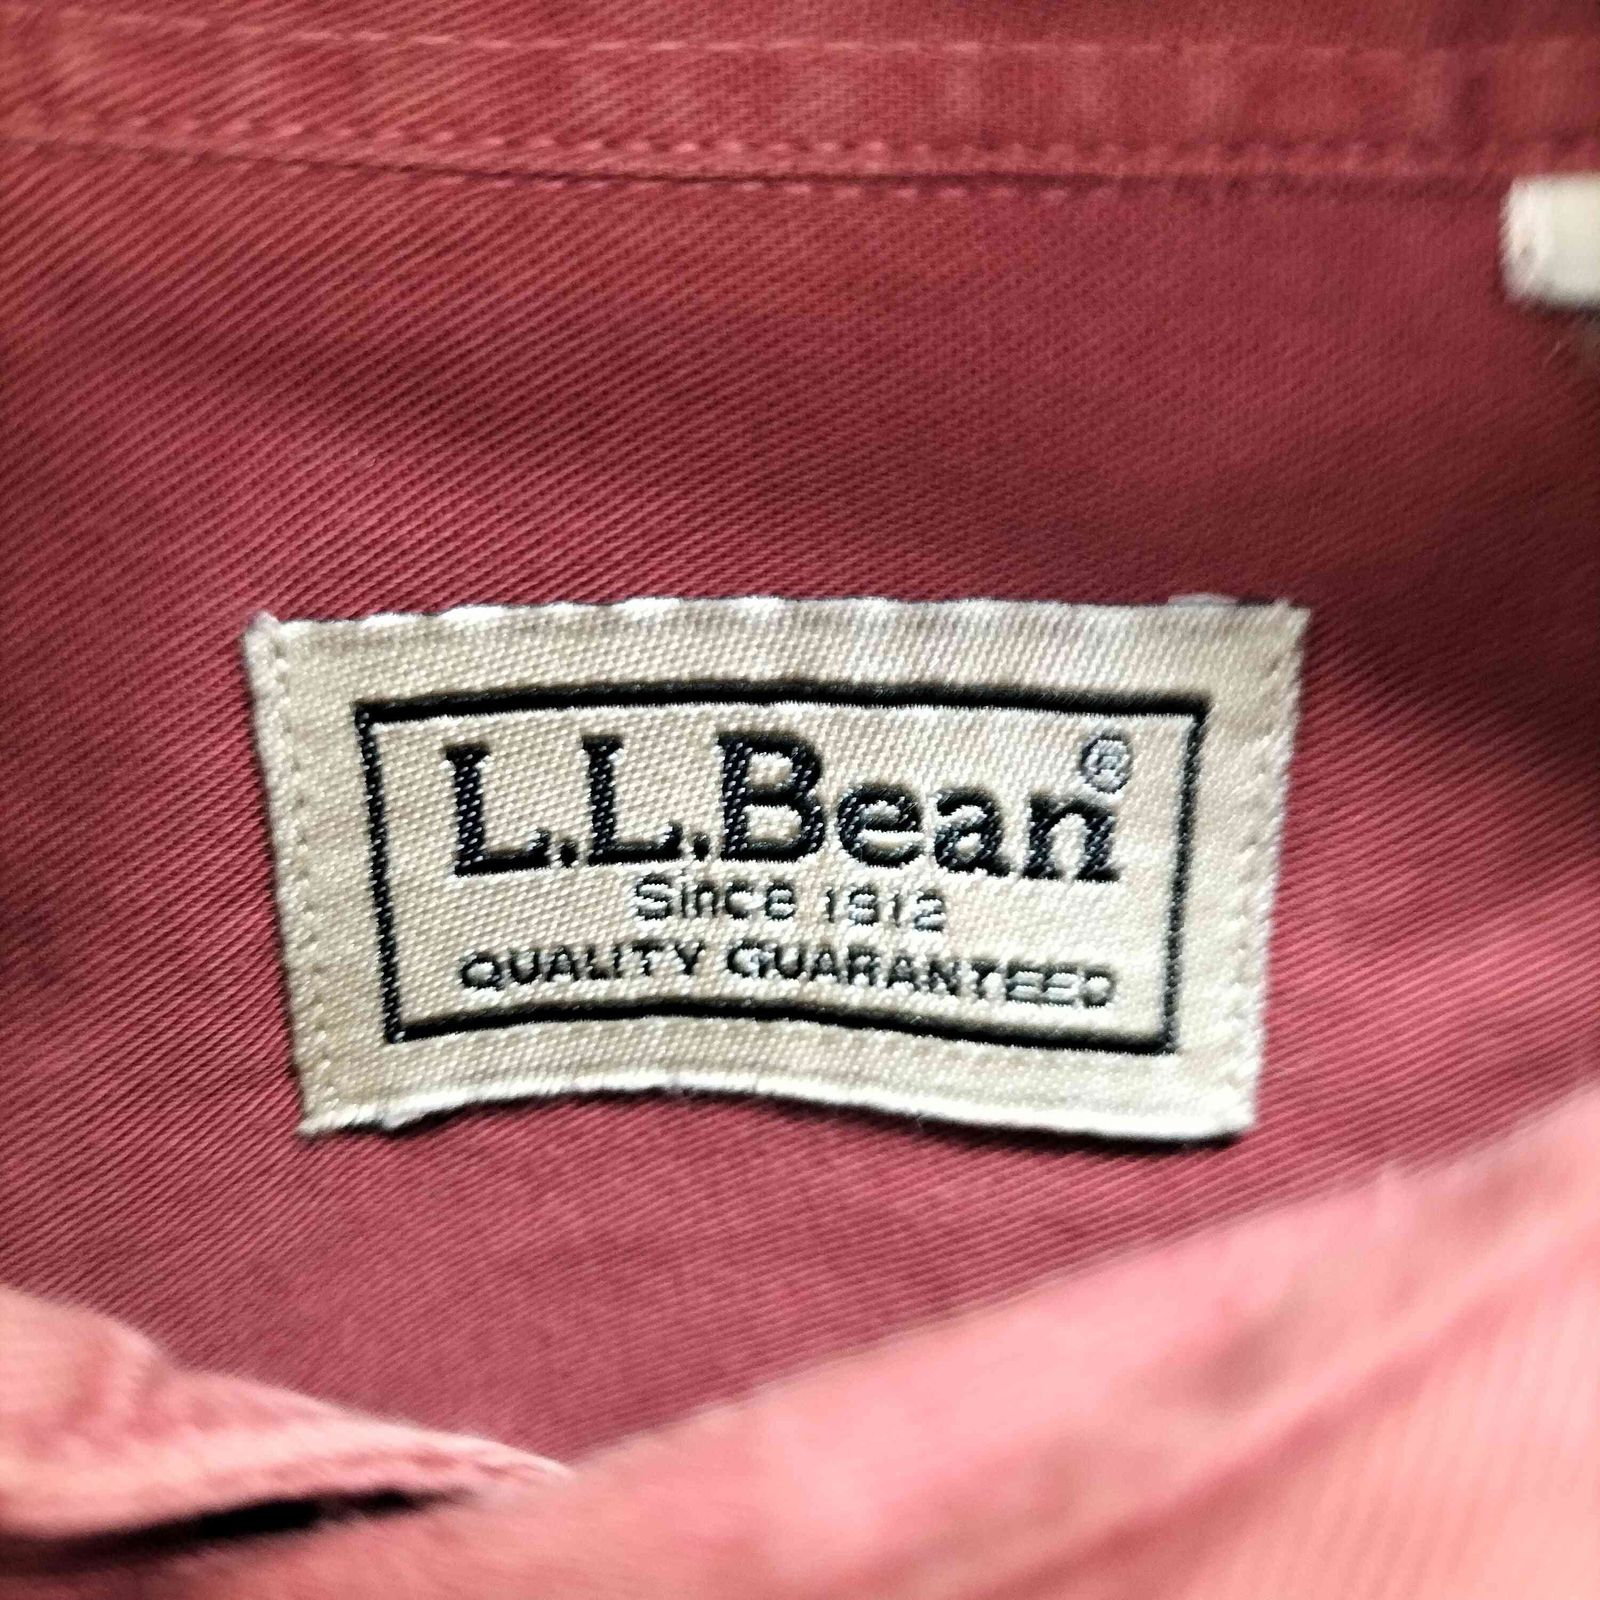 L.L.Bean®
Since 1912
QUALITY GUARANTEED